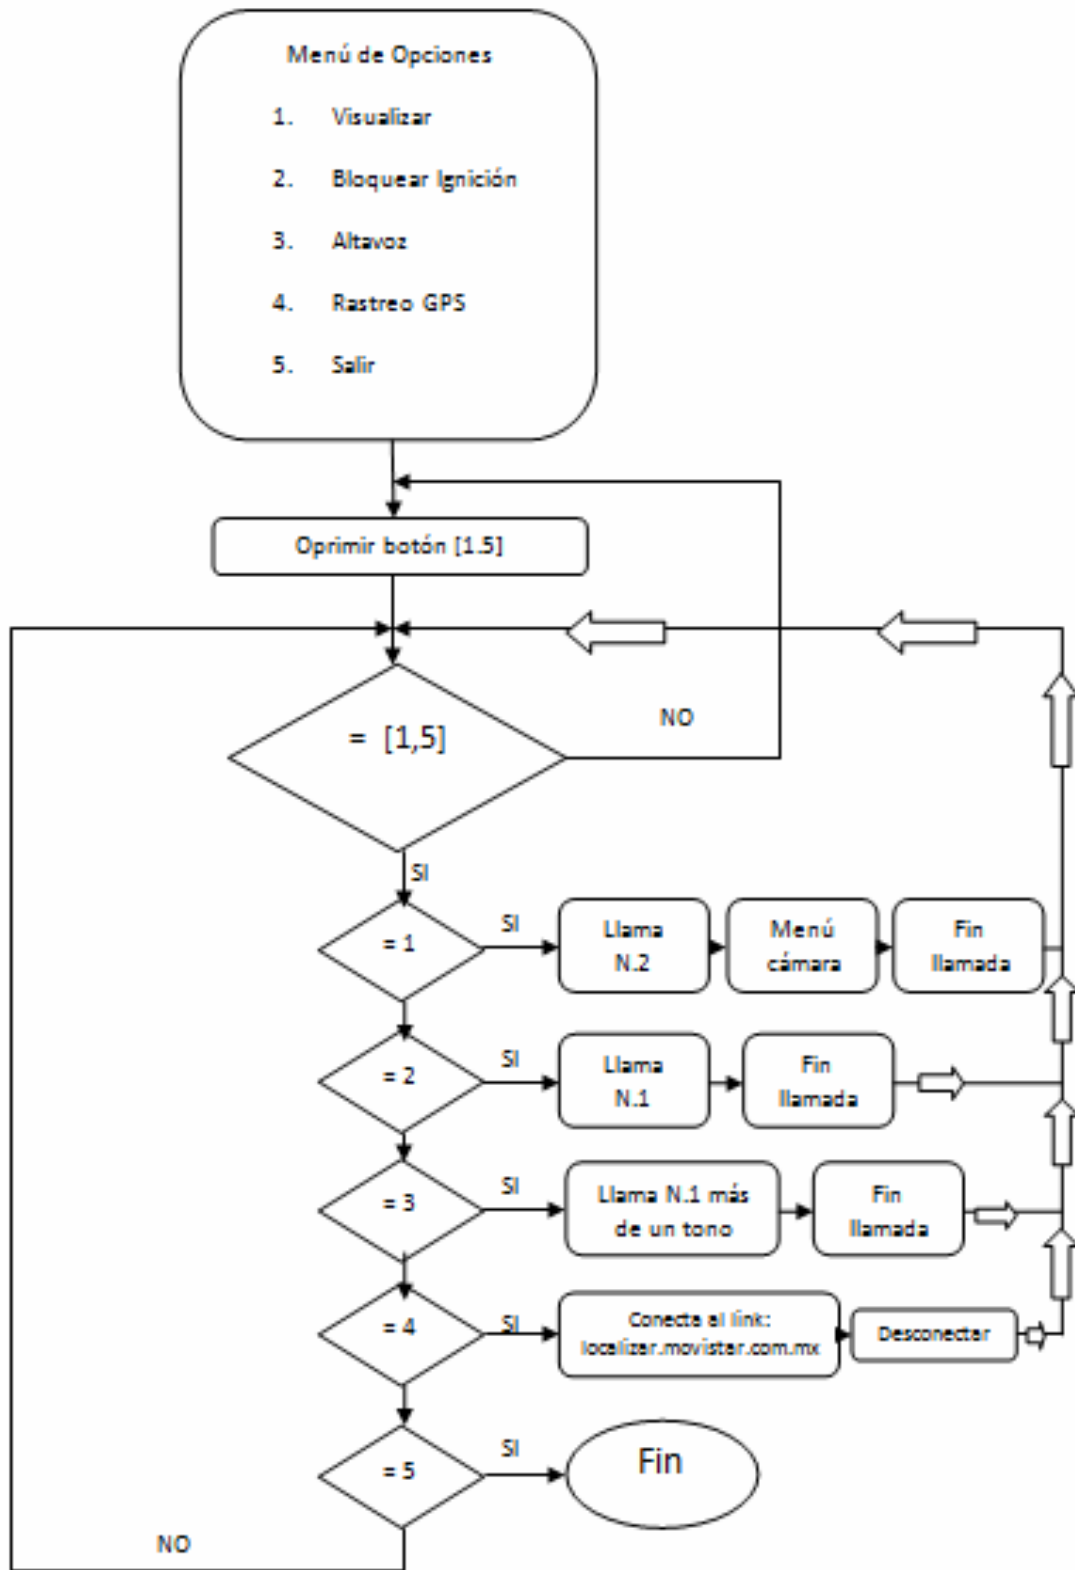 Menú de Opciones
1. Visualizar
2. Bloquear Ignición
3. Altavoz
4. Rastreo GPS
5. Salir
Oprimir botón [1.5]
= [1,5]
NO
SI
= 1
SI
Llama
N.2
Menú
cámara
Fin
llamada
= 2
SI
Llama
N.1
Fin
llamada
= 3
SI
Llama N.1 más
de un tono
Fin
llamada
= 4
SI
Conecta al link:
localizar.movistar.com.mx
Desconectar
= 5
SI
Fin
NO